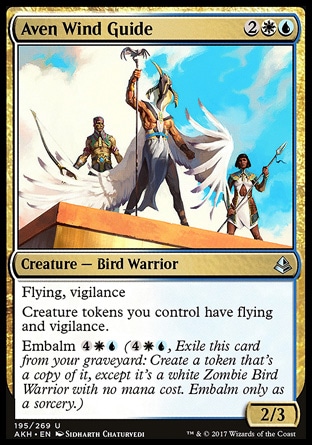 Aven Wind Guide 2
Creature — Bird Warrior
Flying, vigilance
Creature tokens you control have flying
and vigilance.
Embalm 4 (4, Exile this card
from your graveyard: Create a token that's
a copy of it, except it's a white Zombie Bird
Warrior with no mana cost. Embalm only as
a sorcery.)
2/3
195/269 U
AKH • EN Sidharth Chaturvedi
™ & © 2017 Wizards of the Coast